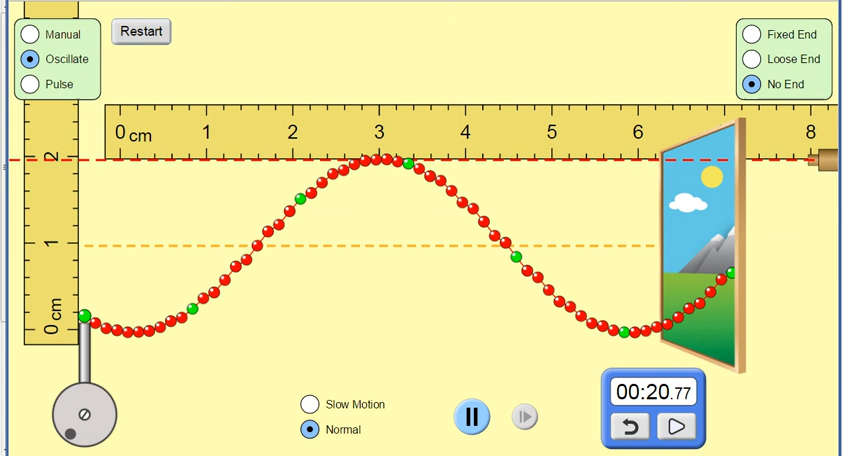 Manual
Oscillate
Pulse
Restart
Fixed End
Loose End
No End
0 cm 1 2 3 4 5 6 8
2
1
0 cm
Slow Motion
Normal
00:20.77